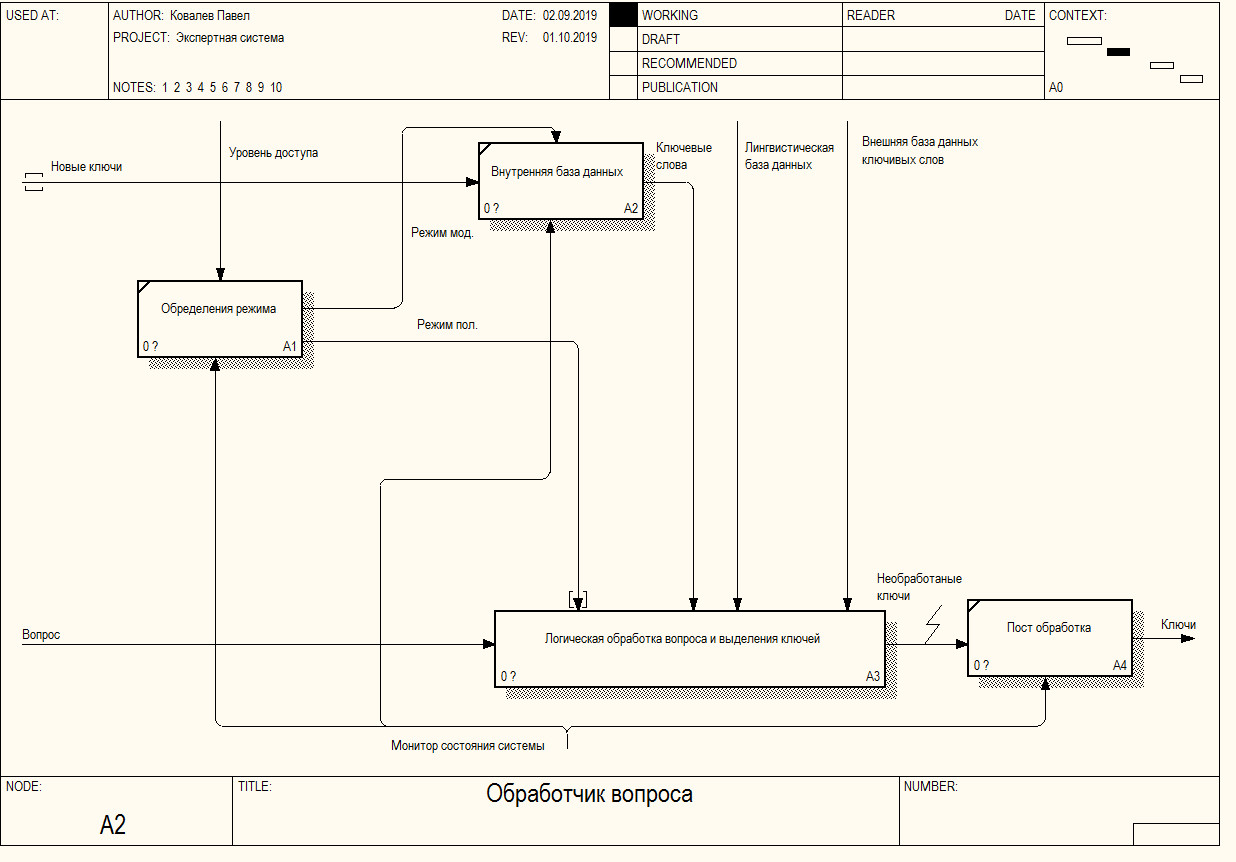 USED AT:
AUTHOR: Ковалев Павел
DATE: 02.09.2019
PROJECT: Экспертная система
REV: 01.10.2019
NOTES: 1 2 3 4 5 6 7 8 9 10
WORKING
DRAFT
RECOMMENDED
PUBLICATION
READER DATE
CONTEXT:
A0
Новые ключи
Уровень доступа
Внутренняя база данных
0 ? A2
Ключевые
слова
Лингвистическая
база данных
Внешняя база данных
ключивых слов
Режим мод.
Обределения режима
0 ? A1
Режим пол.
Необработаные
ключи
Вопрос
Логическая обработка вопроса и выделения ключей
0 ? A3
Пост обработка
0 ? A4
Ключи
Монитор состояния системы
NODE:
A2
TITLE:
Обработчик вопроса
NUMBER: